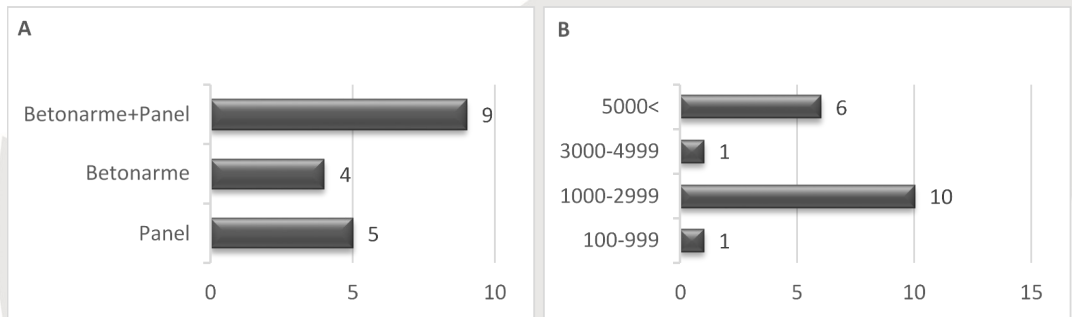 A
Betonarme+Panel 9
Betonarme 4
Panel 5
0 5 10
B
5000< 6
3000-4999 1
1000-2999 10
100-999 1
0 5 10 15